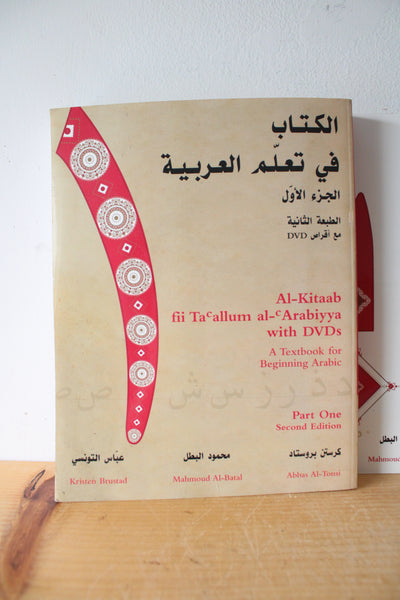 الكتاب
في تعلّم العربية
الجزء الأوّل
الطبعة الثانية
مع أقراص DVD
Al-Kitaab
fii Taᶜallum al-ᶜArabiyya
with DVDs
A Textbook for
Beginning Arabic
Part One
Second Edition
كرستن بروستاد
محمود البطل
عبّاس التونسي
Kristen Brustad
Mahmoud Al-Batal
Abbas Al-Tonsi